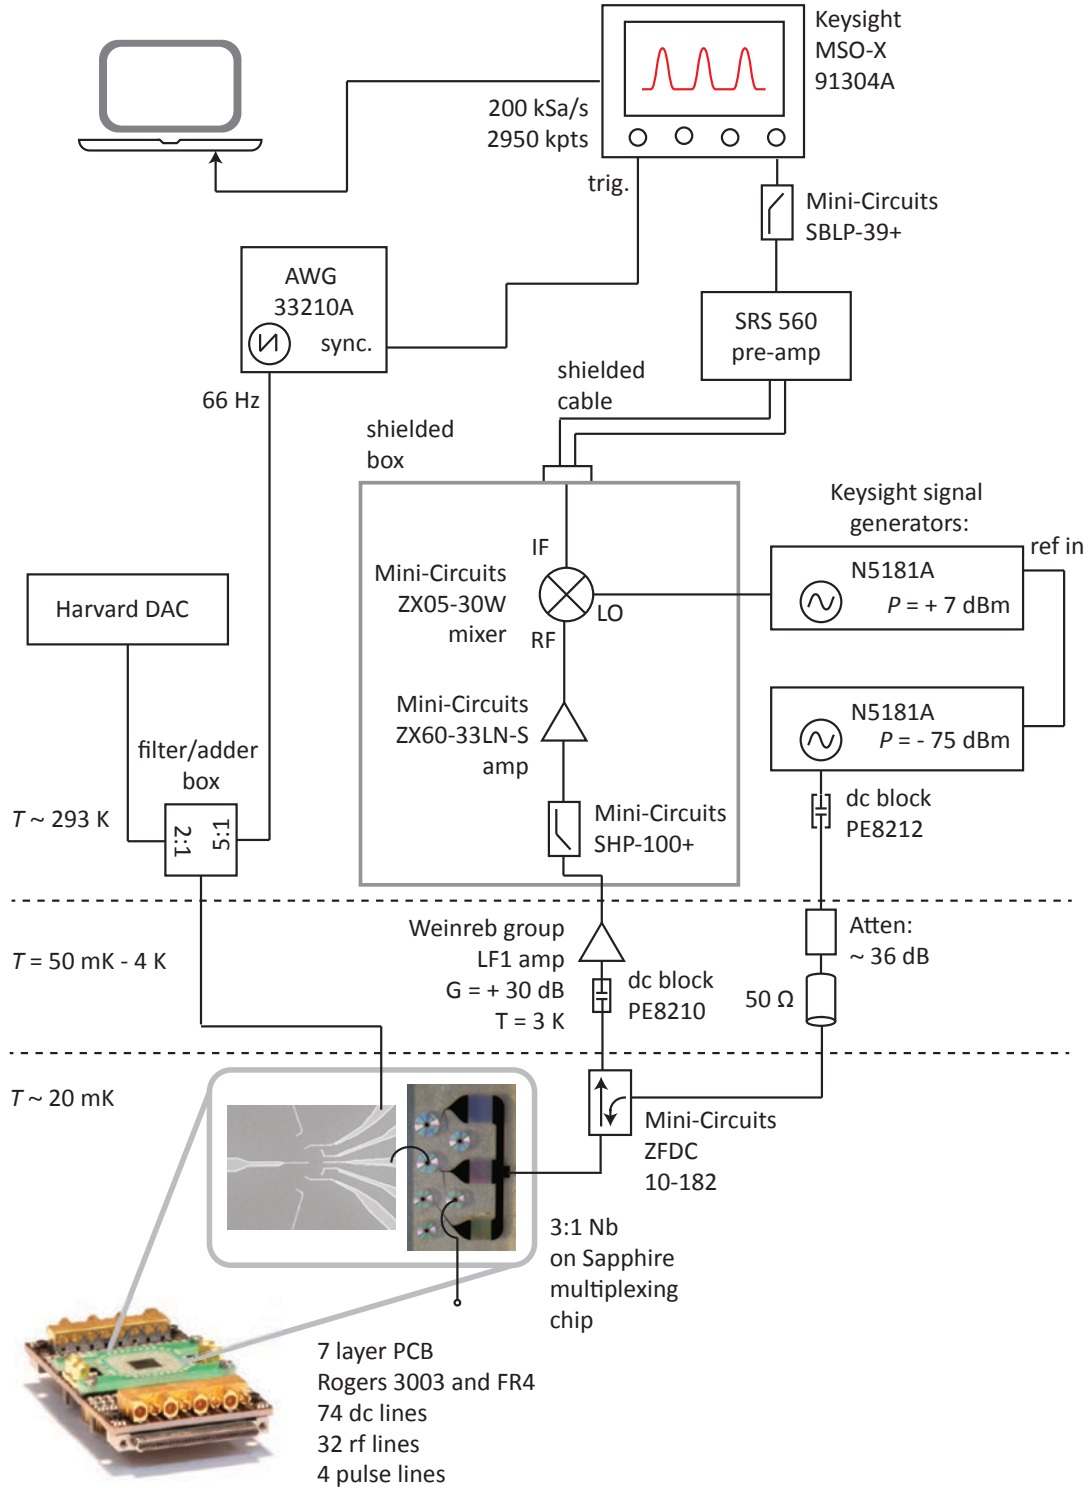 Keysight
MSO-X
91304A
200 kSa/s
2950 kpts
trig.
Mini-Circuits
SBLP-39+
AWG
33210A
sync.
SRS 560
pre-amp
66 Hz
shielded
cable
shielded
box
Keysight signal
generators:
ref in
IF
Mini-Circuits
ZX05-30W
mixer
LO
RF
N5181A
P = + 7 dBm
Harvard DAC
Mini-Circuits
ZX60-33LN-S
amp
N5181A
P = - 75 dBm
filter/adder
box
T ~ 293 K
2:1
5:1
Mini-Circuits
SHP-100+
dc block
PE8212
T = 50 mK - 4 K
Weinreb group
LF1 amp
G = + 30 dB
T = 3 K
dc block
PE8210
Atten:
~ 36 dB
50 Ω
T ~ 20 mK
Mini-Circuits
ZFDC
10-182
3:1 Nb
on Sapphire
multiplexing
chip
7 layer PCB
Rogers 3003 and FR4
74 dc lines
32 rf lines
4 pulse lines